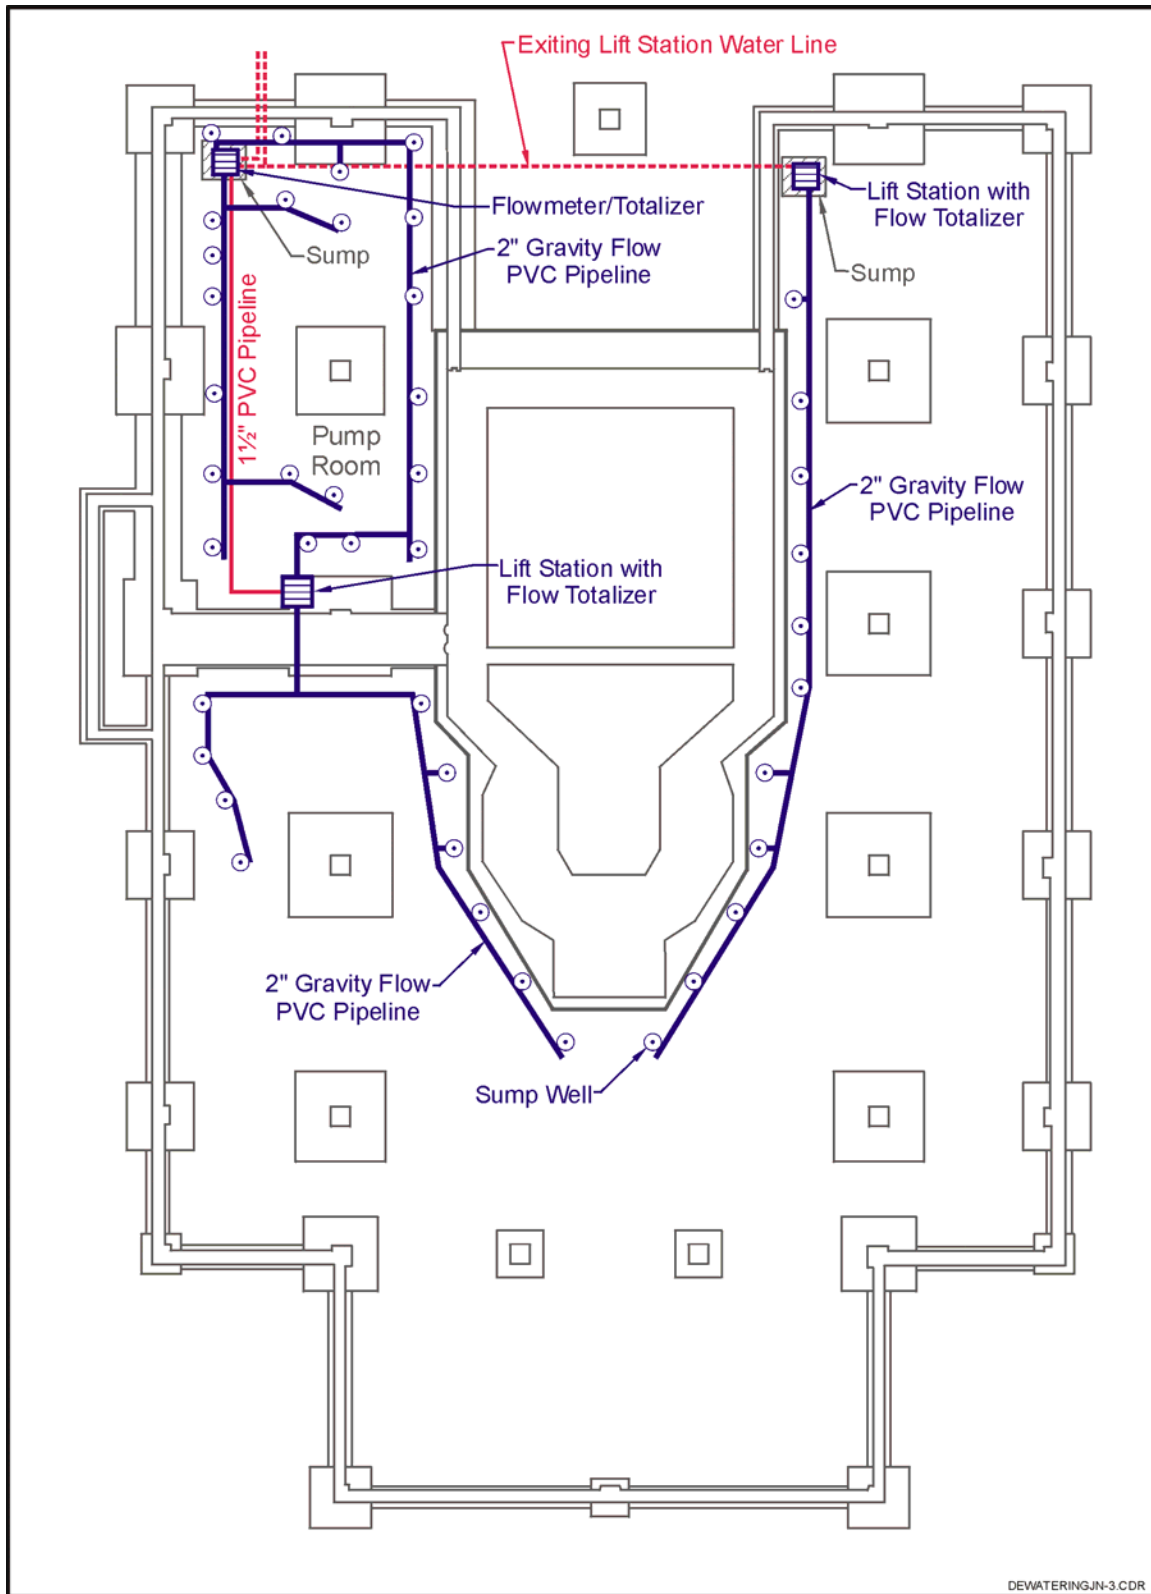 Exiting Lift Station Water Line
Flowmeter/Totalizer
Lift Station with
Flow Totalizer
Sump
2" Gravity Flow
PVC Pipeline
Sump
1½" PVC Pipeline
Pump
Room
2" Gravity Flow
PVC Pipeline
Lift Station with
Flow Totalizer
2" Gravity Flow
PVC Pipeline
Sump Well
DEWATERINGJN-3.CDR